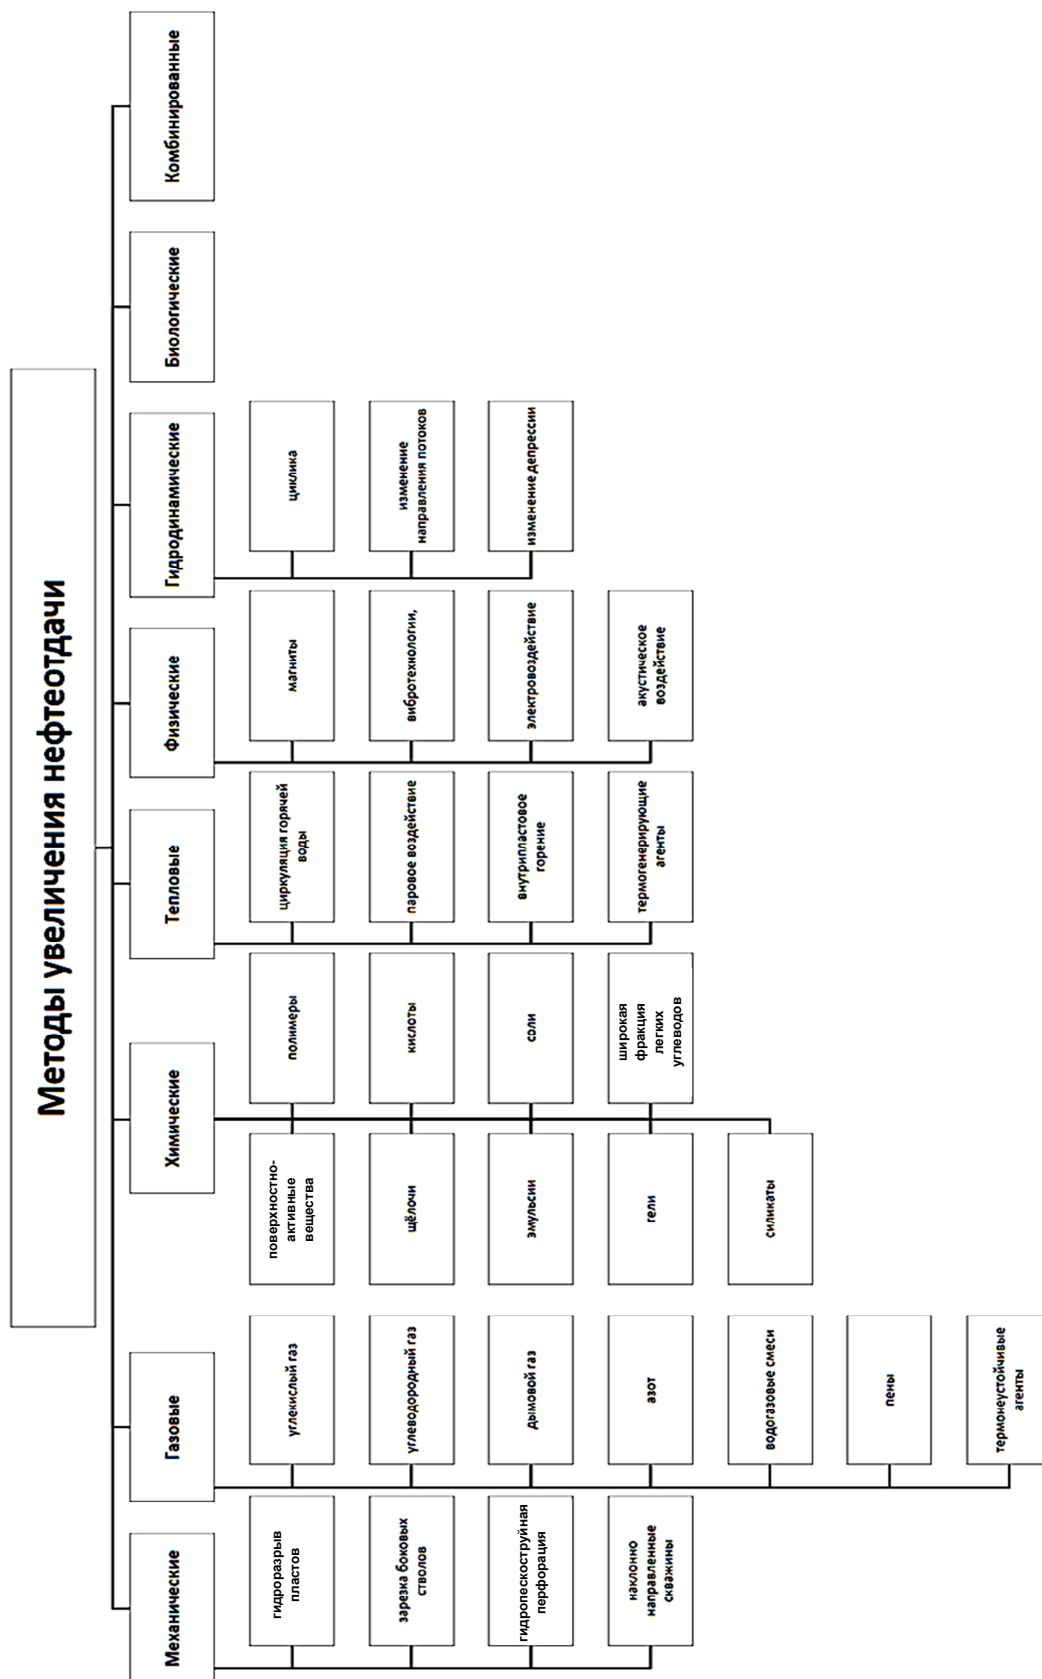 Методы увеличения нефтеотдачи
Механические
гидроразрыв
пластов
зарезка боковых
стволов
гидропескоструйная
перфорация
наклонно
направленные
скважины
Газовые
углекислый газ
углеводородный газ
дымовой газ
азот
водогазовые смеси
пены
термонеустойчивые
агенты
Химические
поверхностно-
активные
вещества
щёлочи
эмульсии
гели
силикаты
полимеры
кислоты
соли
широкая
фракция
легких
углеводов
Тепловые
циркуляция горячей
воды
паровое воздействие
внутрипластовое
горение
термогенерирующие
агенты
Физические
магниты
вибротехнологии,
электровоздействие
акустическое
воздействие
Гидродинамические
циклика
изменение
направления потоков
изменение депрессии
Биологические
Комбинированные